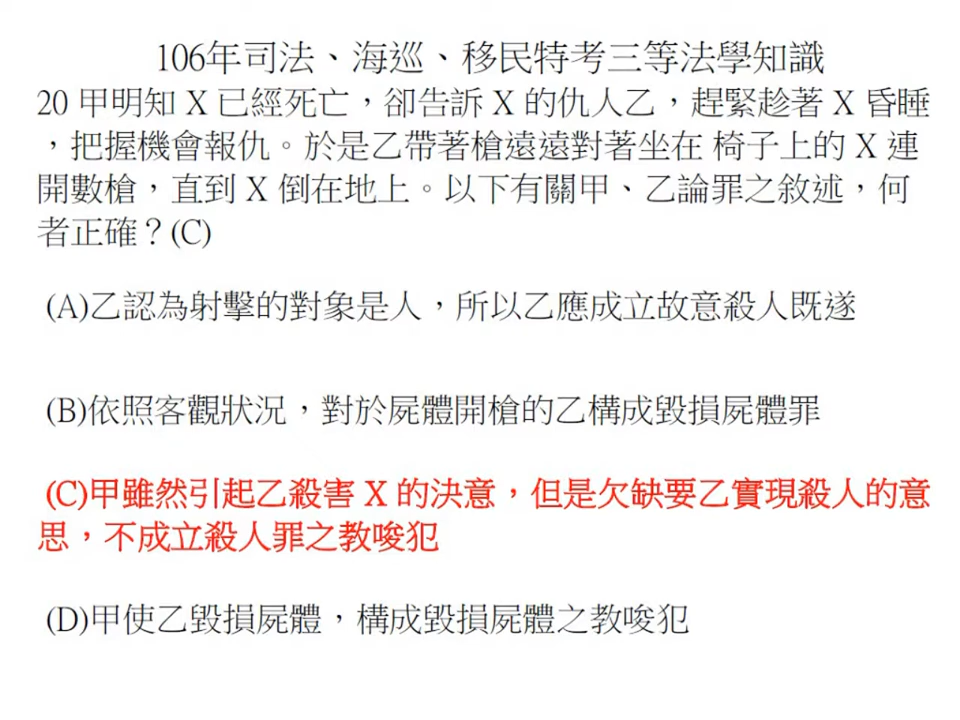 106年司法、海巡、移民特考三等法學知識
20 甲明知 X 已經死亡，卻告訴 X 的仇人乙，趕緊趁著 X 昏睡
，把握機會報仇。於是乙帶著槍遠遠對著坐在 椅子上的 X 連
開數槍，直到 X 倒在地上。以下有關甲、乙論罪之敘述，何
者正確？(C)
(A)乙認為射擊的對象是人，所以乙應成立故意殺人既遂
(B)依照客觀狀況，對於屍體開槍的乙構成毀損屍體罪
(C)甲雖然引起乙殺害 X 的決意，但是欠缺要乙實現殺人的意
思，不成立殺人罪之教唆犯
(D)甲使乙毀損屍體，構成毀損屍體之教唆犯